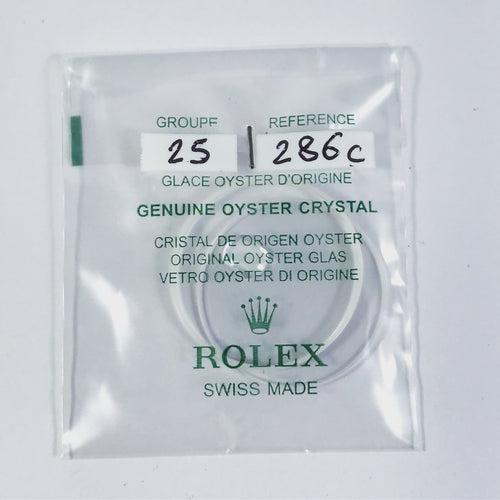 GROUPE REFERENCE
25 | 286c
GLACE OYSTER D'ORIGINE
GENUINE OYSTER CRYSTAL
CRISTAL DE ORIGEN OYSTER
ORIGINAL OYSTER GLAS
VETRO OYSTER DI ORIGINE
ROLEX
SWISS MADE